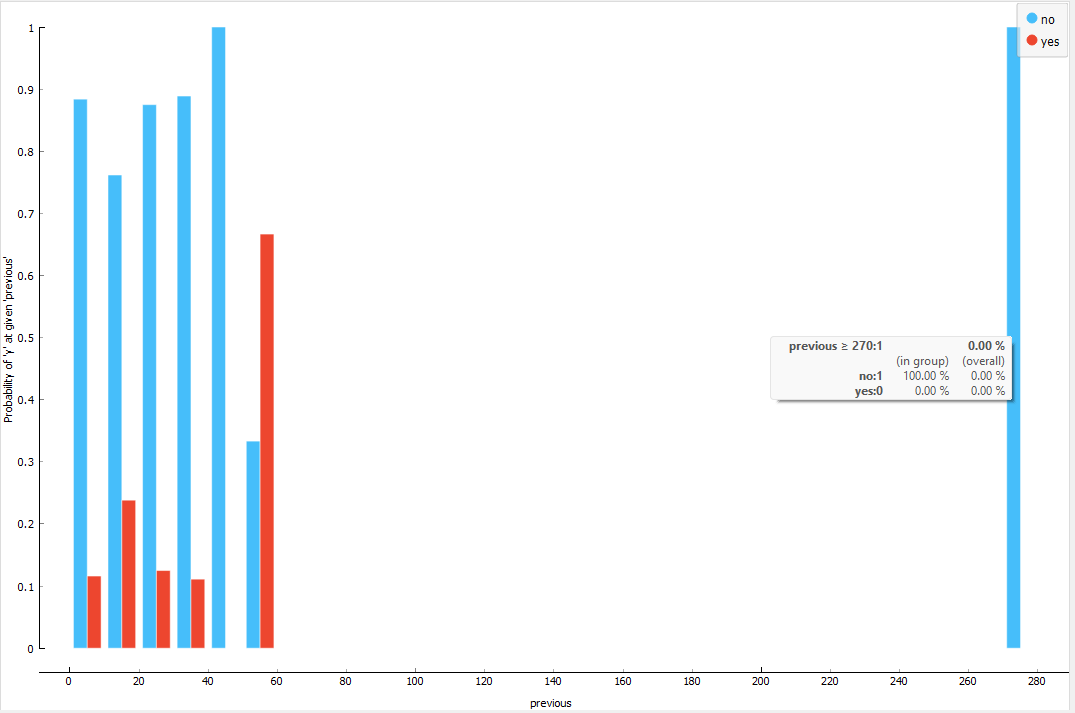 no
yes
1
0.9
0.8
0.7
0.6
0.5
0.4
0.3
0.2
0.1
0
Probability of 'y' at given 'previous'
previous ≥ 270:1 0.00 %
(in group) (overall)
no:1 100.00 % 0.00 %
yes:0 0.00 % 0.00 %
0 20 40 60 80 100 120 140 160 180 200 220 240 260 280
previous